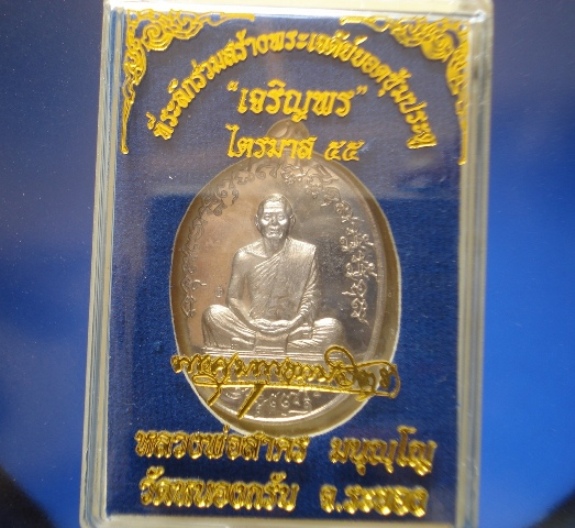 ที่ระลึกร่วมสร้างพระเจดีย์ยอดซุ้มประตู
"เจริญพร"
ไตรมาส ๕๕
หลวงพ่อสาคร มนุญฺโญ
วัดหนองกรับ จ.ระยอง